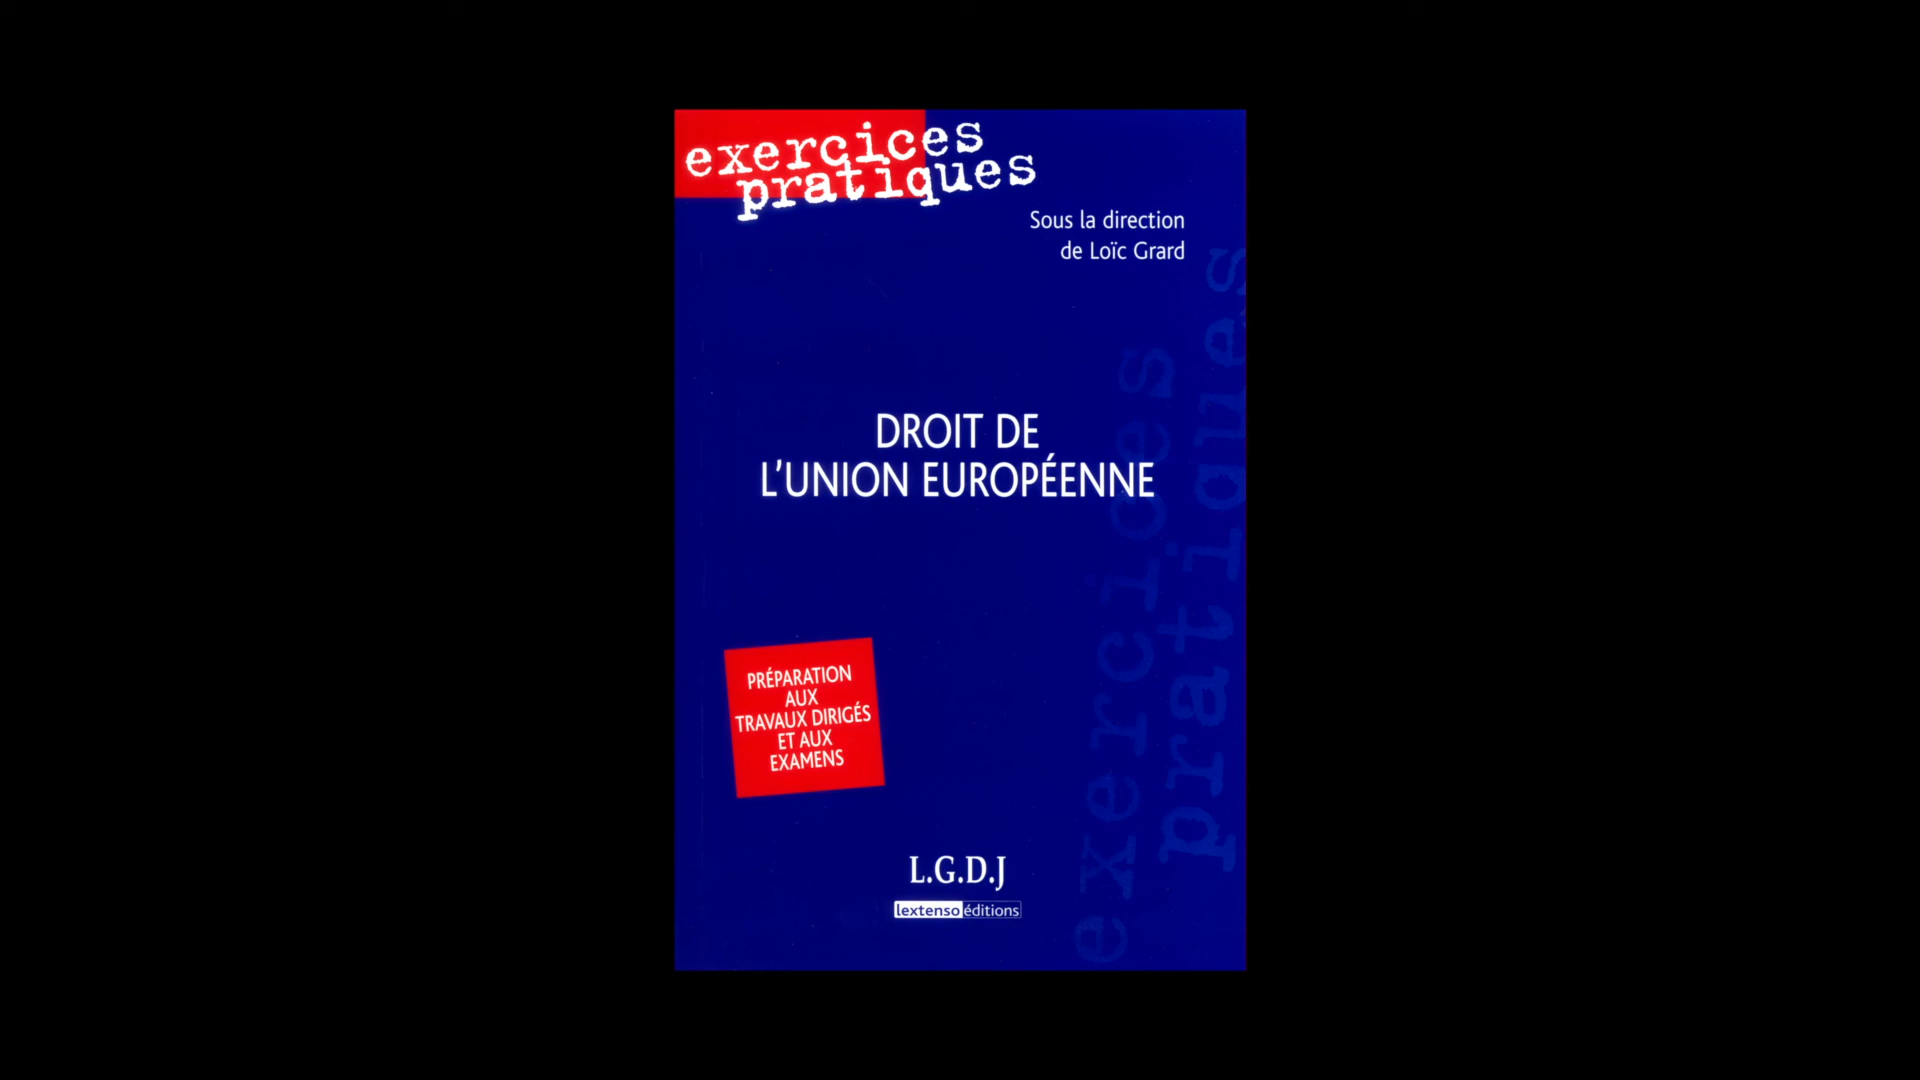 exercices
pratiques
Sous la direction
de Loïc Grard
DROIT DE
L'UNION EUROPÉENNE
PRÉPARATION
AUX
TRAVAUX DIRIGÉS
ET AUX
EXAMENS
L.G.D.J
lextenso éditions
exercices
pratiques